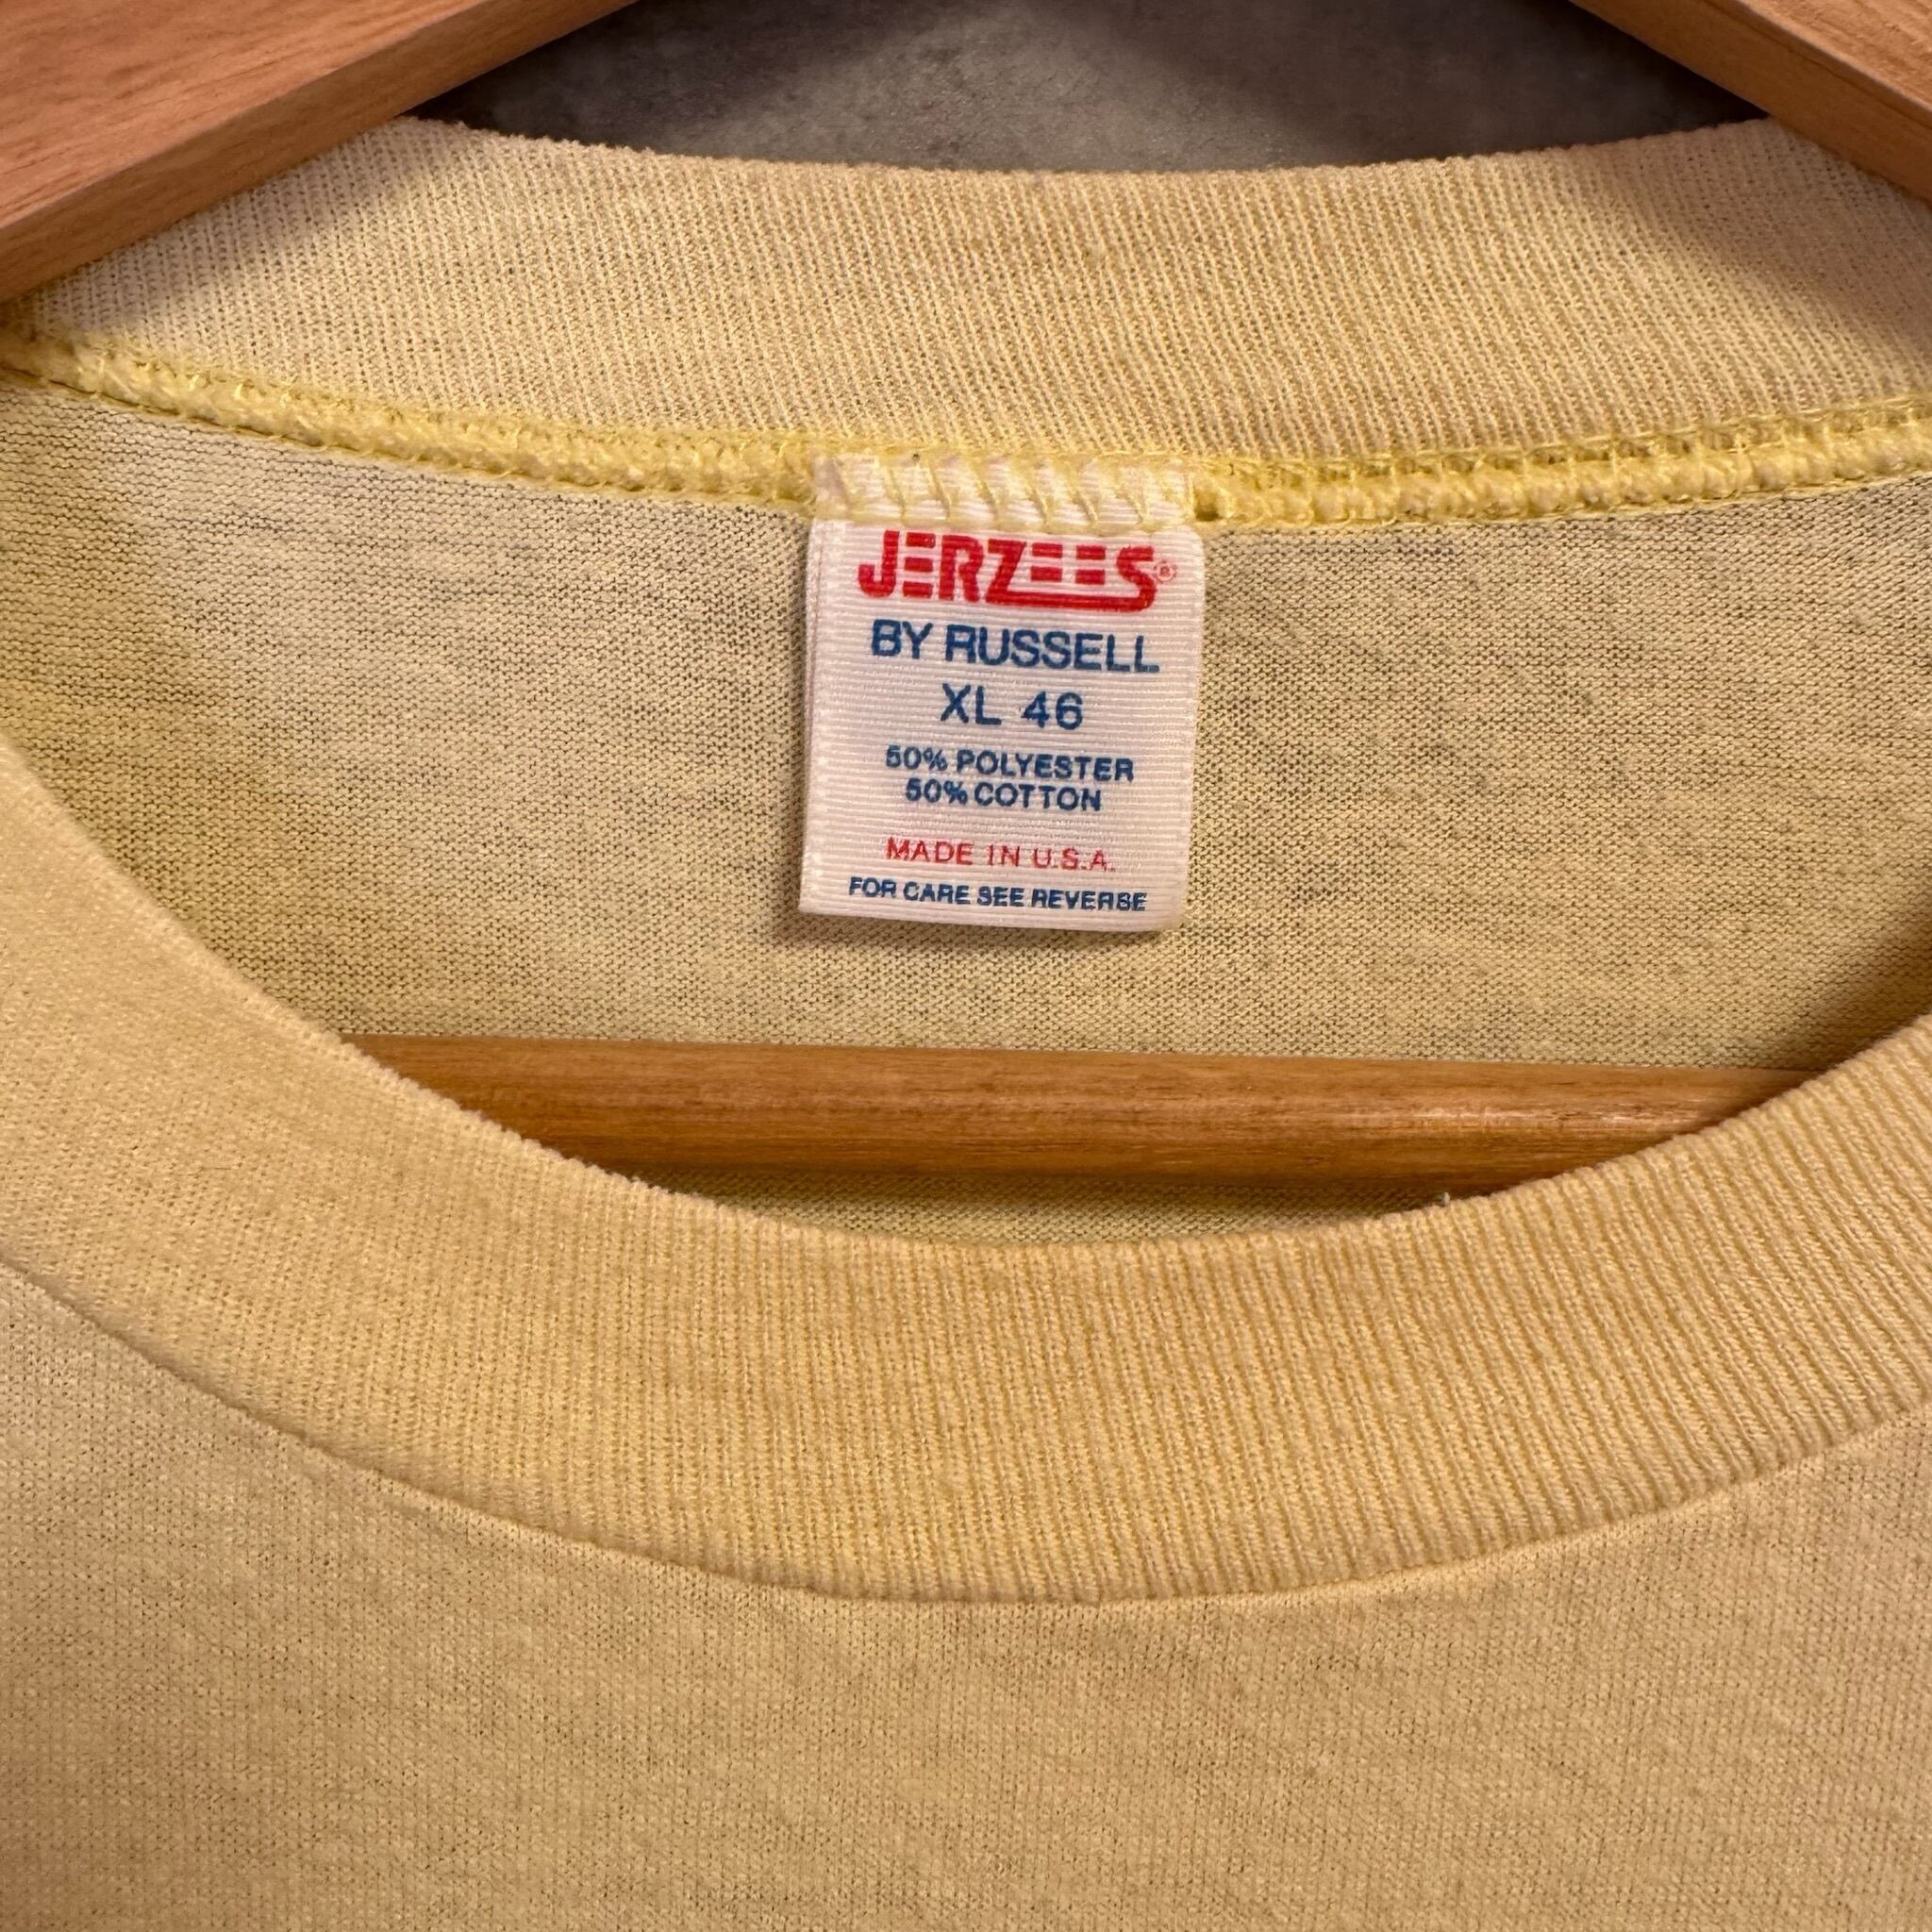 JERZEES®
BY RUSSELL
XL 46
50% POLYESTER
50% COTTON
MADE IN U.S.A.
FOR CARE SEE REVERSE